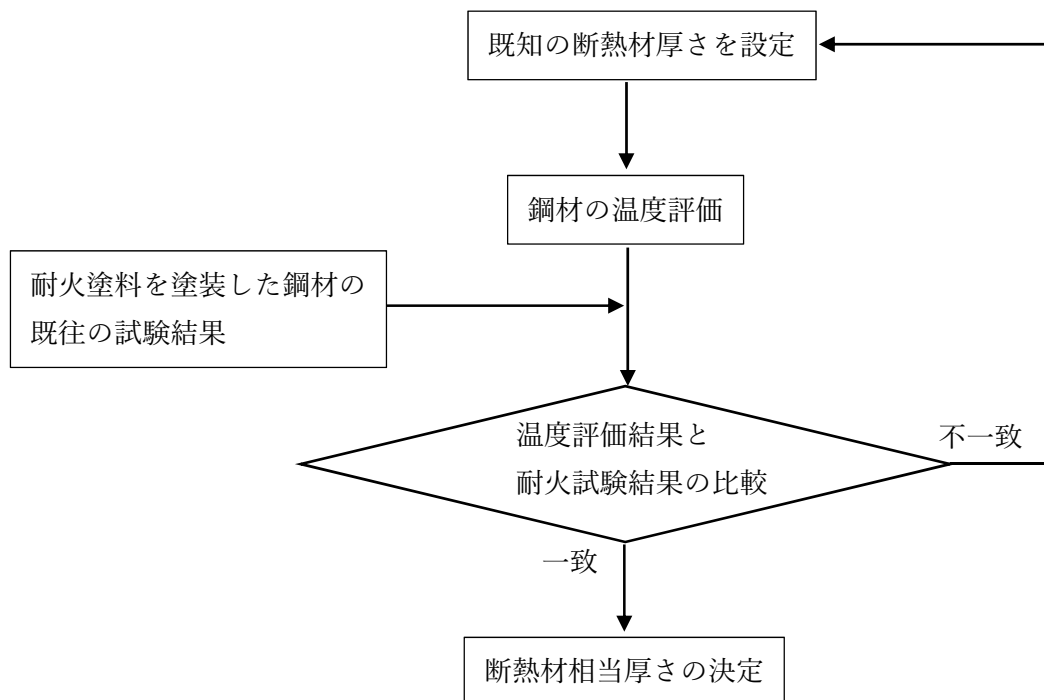 既知の断熱材厚さを設定
鋼材の温度評価
耐火塗料を塗装した鋼材の
既往の試験結果
温度評価結果と
耐火試験結果の比較
不一致
一致
断熱材相当厚さの決定